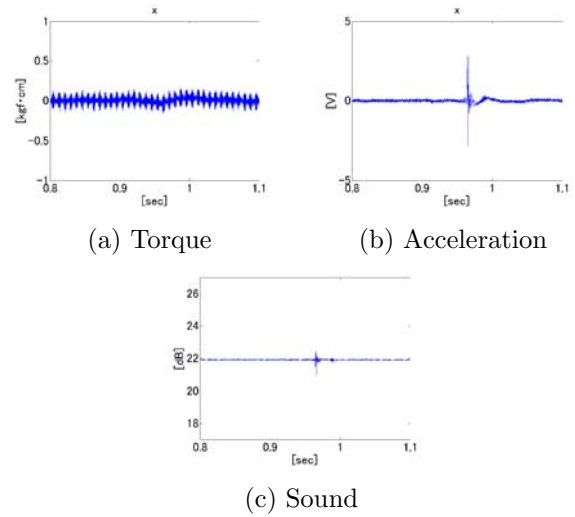 x
1
0.5
0
-0.5
-1
[kgf·cm]
0.8 0.9 1 1.1
[sec]
(a) Torque
x
5
0
-5
[V]
0.8 0.9 1 1.1
[sec]
(b) Acceleration
26
24
22
20
18
[dB]
0.8 0.9 1 1.1
[sec]
(c) Sound